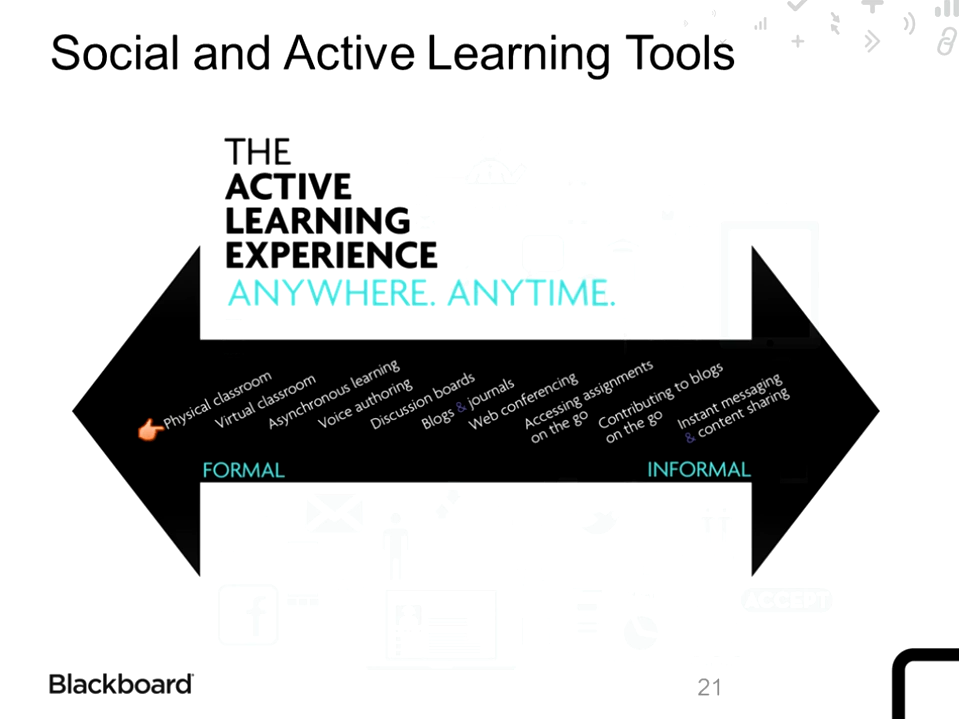 Social and Active Learning Tools
THE
ACTIVE
LEARNING
EXPERIENCE
ANYWHERE. ANYTIME.
Physical classroom
Virtual classroom
Asynchronous learning
Voice authoring
Discussion boards
Blogs & journals
Web conferencing
Accessing assignments
on the go
Contributing to blogs
on the go
Instant messaging
& content sharing
FORMAL
INFORMAL
ACCEPT
Blackboard
21